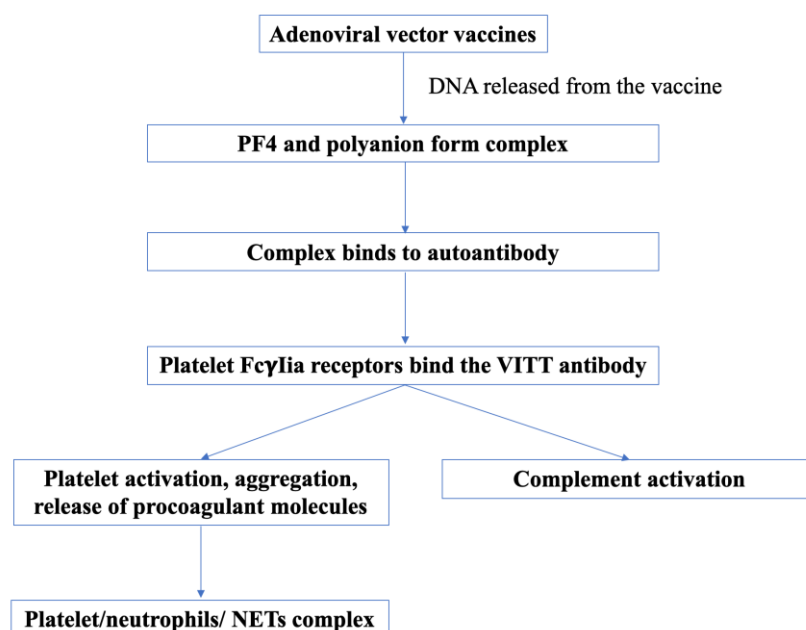 Adenoviral vector vaccines
DNA released from the vaccine
PF4 and polyanion form complex
Complex binds to autoantibody
Platelet FcγIia receptors bind the VITT antibody
Platelet activation, aggregation,
release of procoagulant molecules
Complement activation
Platelet/neutrophils/ NETs complex